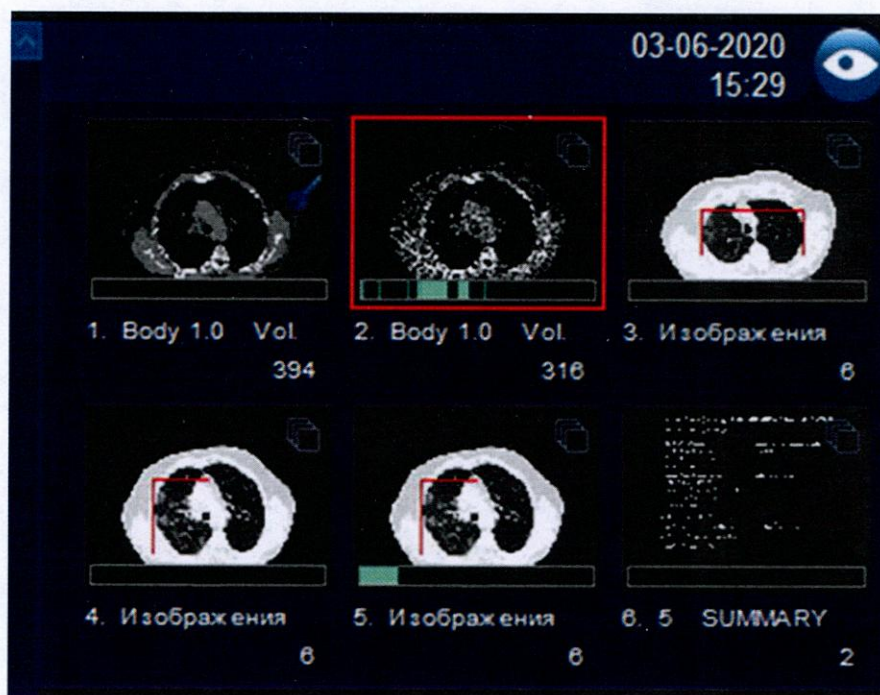 03-06-2020
15:29
1. Body 1.0 Vol.
394
2. Body 1.0 Vol.
316
3. Изображения
6
4. Изображения
6
5. Изображения
6
6. 5 SUMMARY
2